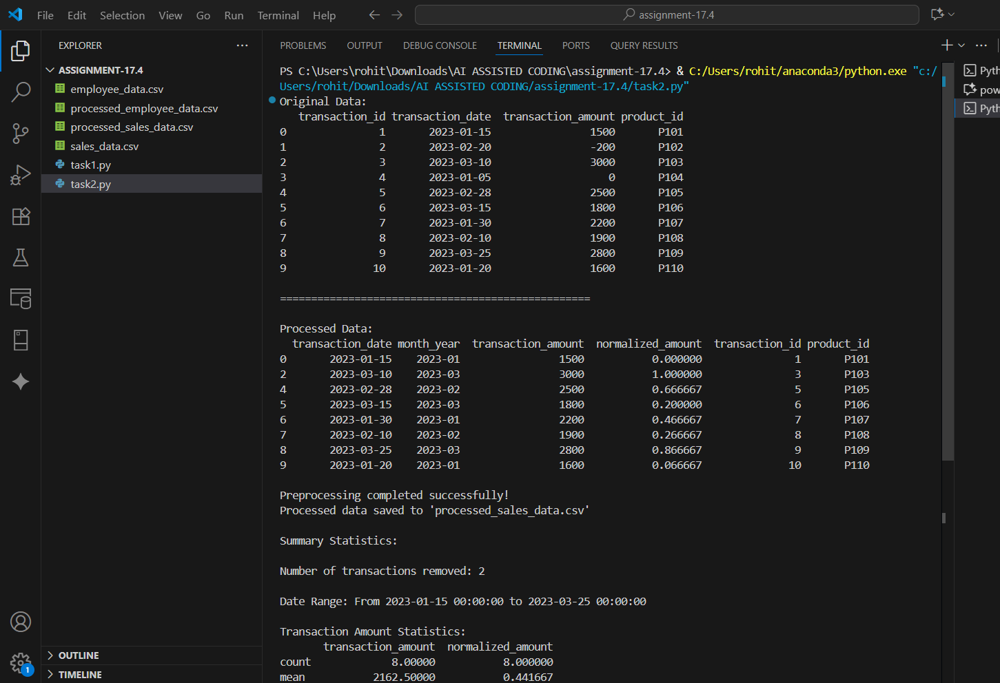 File Edit Selection View Go Run Terminal Help
assignment-17.4
EXPLORER
ASSIGNMENT-17.4
employee_data.csv
processed_employee_data.csv
processed_sales_data.csv
sales_data.csv
task1.py
task2.py
OUTLINE
TIMELINE
1
PROBLEMS OUTPUT DEBUG CONSOLE TERMINAL PORTS QUERY RESULTS
PS C:\Users\rohit\Downloads\AI ASSISTED CODING\assignment-17.4> & C:/Users/rohit/anaconda3/python.exe "c:/
Users/rohit/Downloads/AI ASSISTED CODING/assignment-17.4/task2.py"
Original Data:
transaction_id transaction_date transaction_amount product_id
0 1 2023-01-15 1500 P101
1 2 2023-02-20 -200 P102
2 3 2023-03-10 3000 P103
3 4 2023-01-05 0 P104
4 5 2023-02-28 2500 P105
5 6 2023-03-15 1800 P106
6 7 2023-01-30 2200 P107
7 8 2023-02-10 1900 P108
8 9 2023-03-25 2800 P109
9 10 2023-01-20 1600 P110
==================================================
Processed Data:
transaction_date month_year transaction_amount normalized_amount transaction_id product_id
0 2023-01-15 2023-01 1500 0.000000 1 P101
2 2023-03-10 2023-03 3000 1.000000 3 P103
4 2023-02-28 2023-02 2500 0.666667 5 P105
5 2023-03-15 2023-03 1800 0.200000 6 P106
6 2023-01-30 2023-01 2200 0.466667 7 P107
7 2023-02-10 2023-02 1900 0.266667 8 P108
8 2023-03-25 2023-03 2800 0.866667 9 P109
9 2023-01-20 2023-01 1600 0.066667 10 P110
Preprocessing completed successfully!
Processed data saved to 'processed_sales_data.csv'
Summary Statistics:
Number of transactions removed: 2
Date Range: From 2023-01-15 00:00:00 to 2023-03-25 00:00:00
Transaction Amount Statistics:
transaction_amount normalized_amount
count 8.00000 8.000000
mean 2162.50000 0.441667
Pyth
pow
Pyth